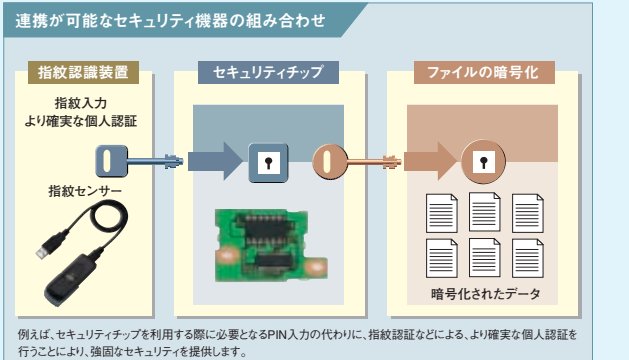 連携が可能なセキュリティ機器の組み合わせ
指紋認識装置
指紋入力
より確実な個人認証
指紋センサー
セキュリティチップ
ファイルの暗号化
暗号化されたデータ
例えば、セキュリティチップを利用する際に必要となるPIN入力の代わりに、指紋認証などによる、より確実な個人認証を
行うことにより、強固なセキュリティを提供します。